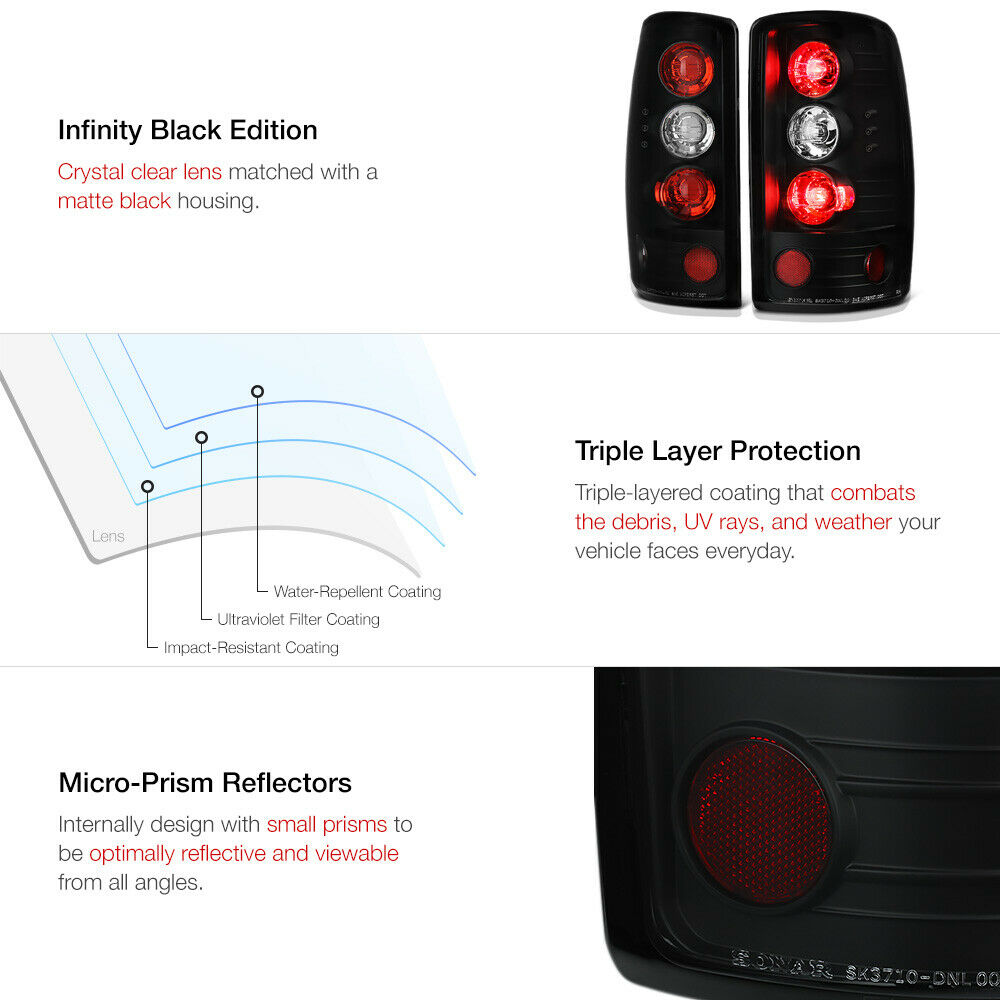 Infinity Black Edition
Crystal clear lens matched with a
matte black housing.
Triple Layer Protection
Triple-layered coating that combats
the debris, UV rays, and weather your
vehicle faces everyday.
Lens
Water-Repellent Coating
Ultraviolet Filter Coating
Impact-Resistant Coating
Micro-Prism Reflectors
Internally design with small prisms to
be optimally reflective and viewable
from all angles.
SONAR SK3710-DNL 00